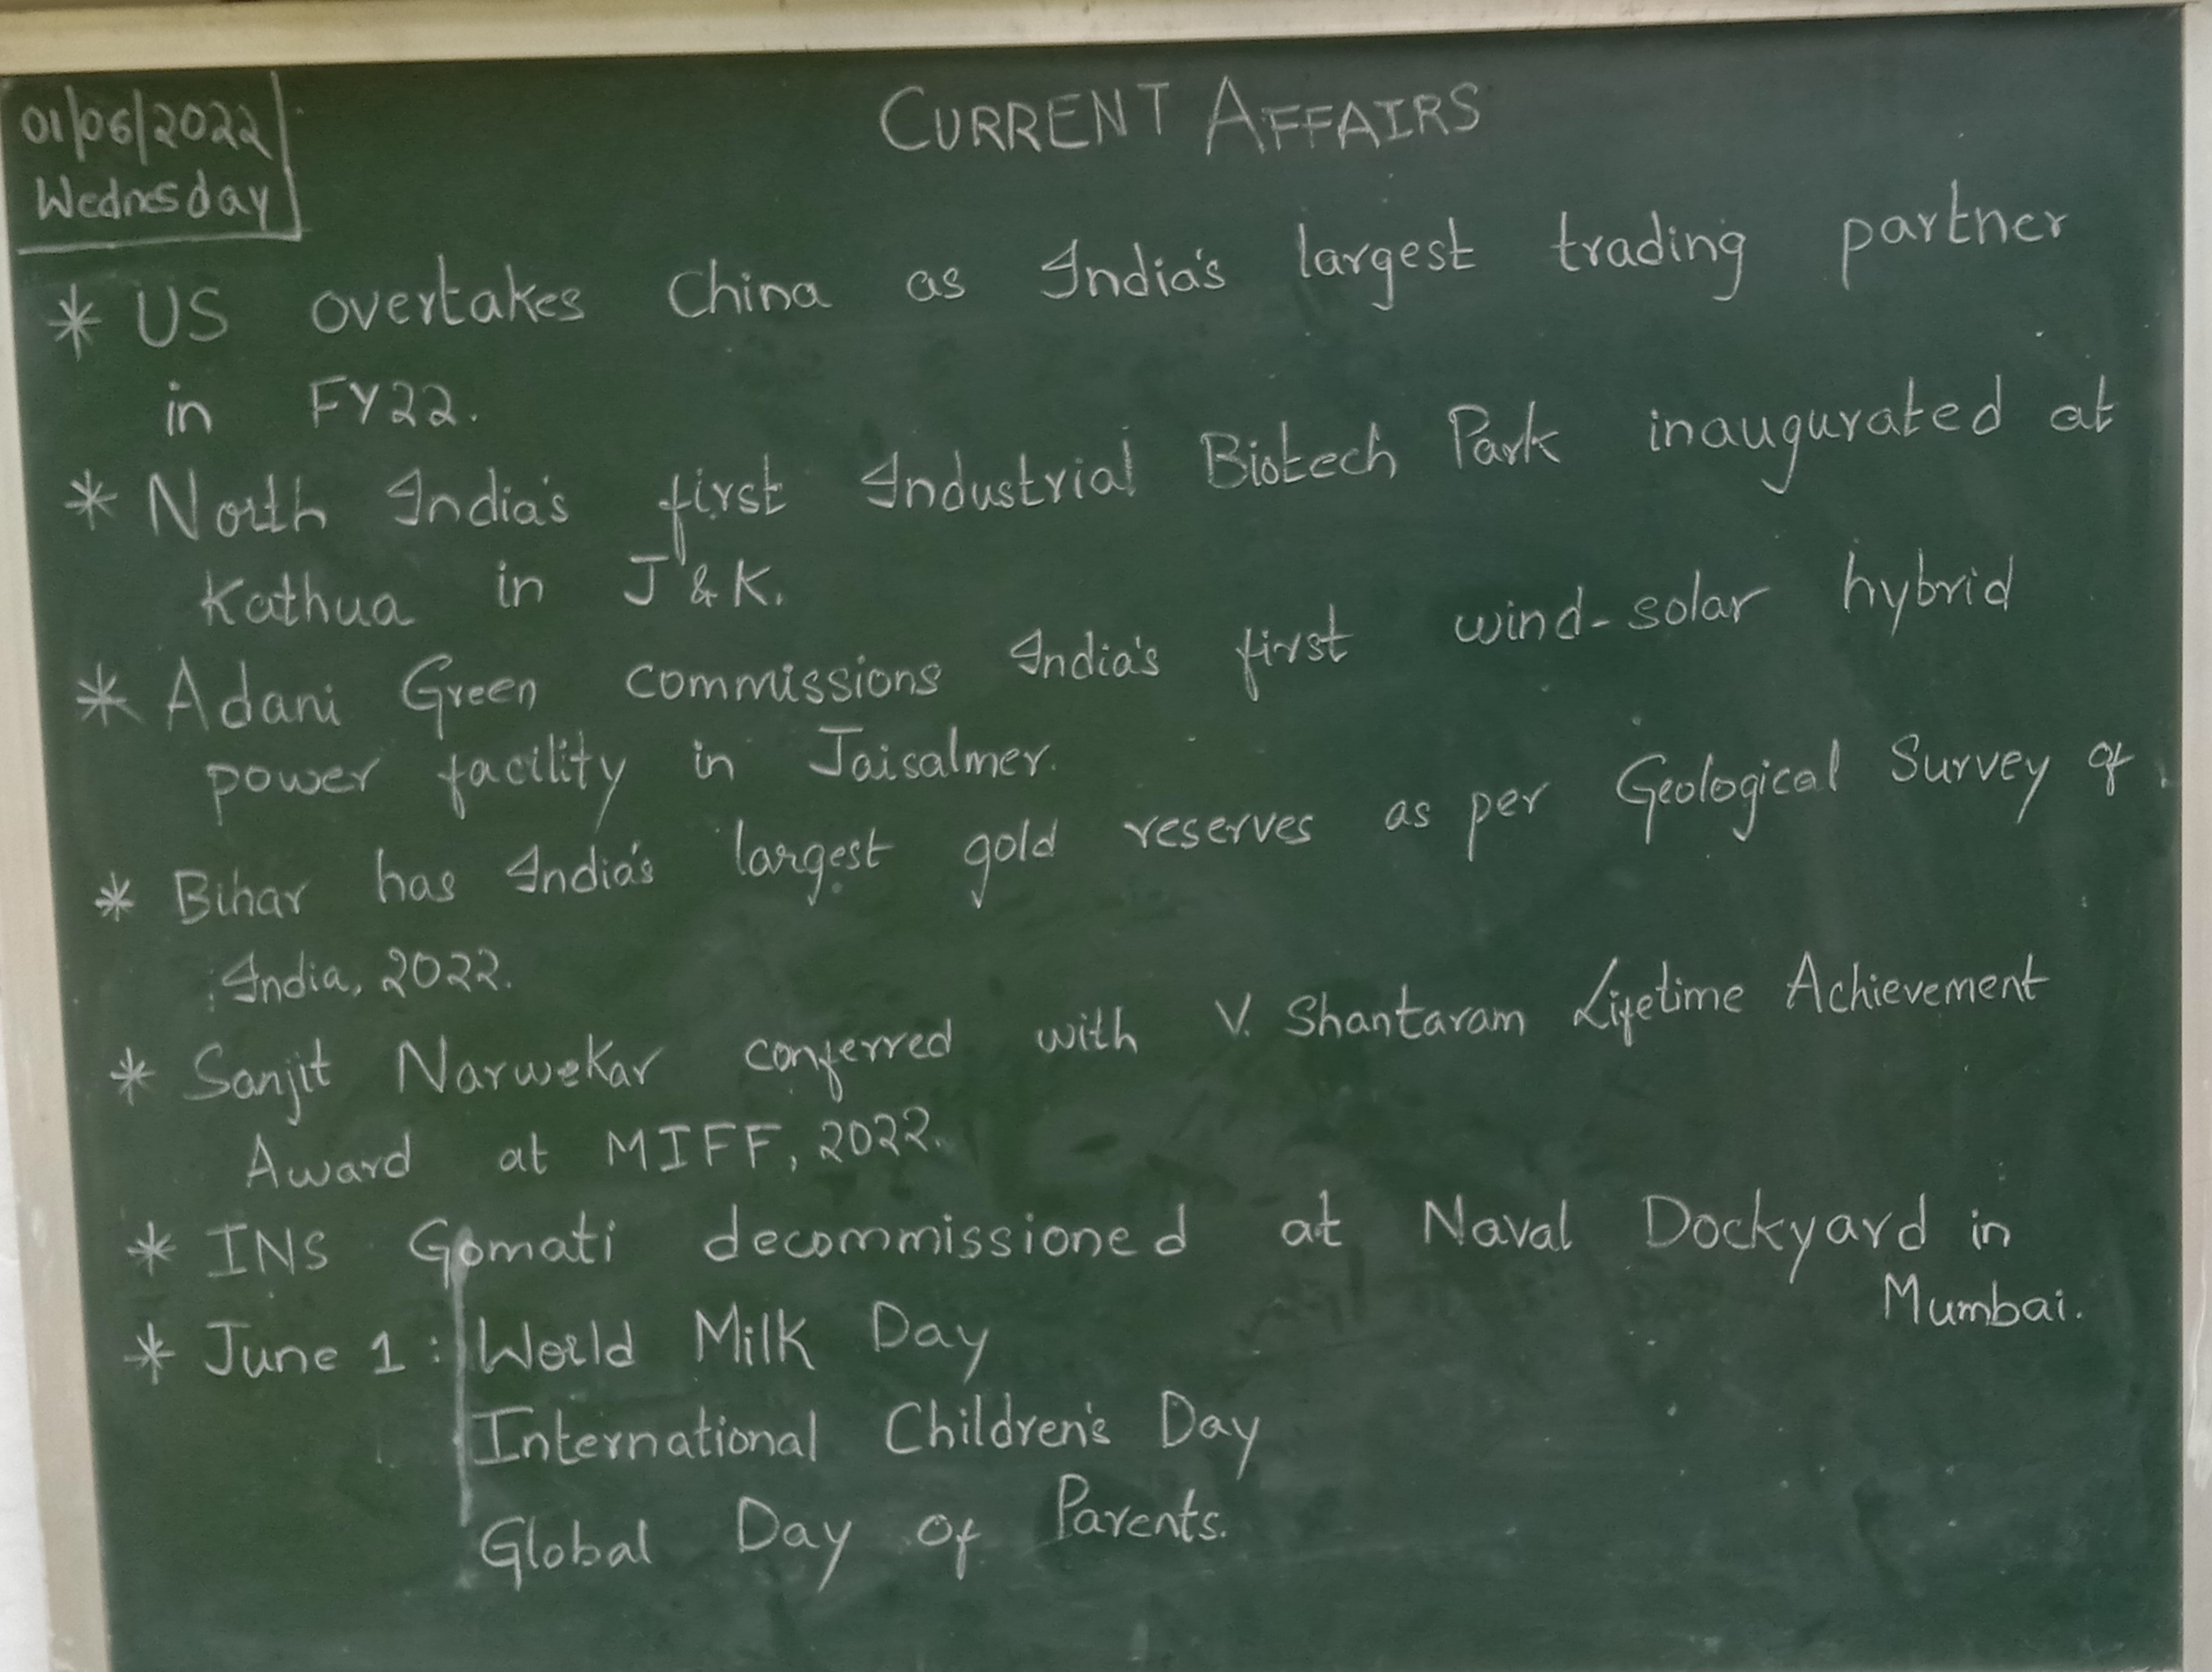 01/06/2022
Wednesday
CURRENT AFFAIRS
* US overtakes China as India's largest trading partner
in FY22.
* North India's first Industrial Biotech Park inaugurated at
Kathua in J&K.
* Adani Green commissions India's first wind-solar hybrid
power facility in Jaisalmer.
* Bihar has India's largest gold reserves as per Geological Survey of
India, 2022.
* Sanjit Narwekar conferred with V. Shantaram Lifetime Achievement
Award at MIFF, 2022.
* INS Gomati decommissioned at Naval Dockyard in
Mumbai.
* June 1: World Milk Day
International Children's Day
Global Day of Parents.